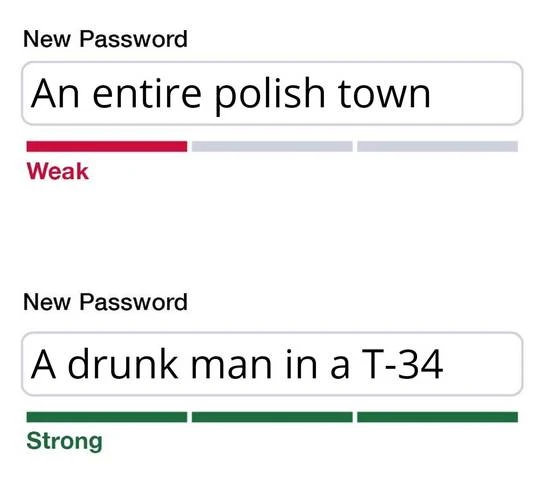 New Password
An entire polish town
Weak
New Password
A drunk man in a T-34
Strong